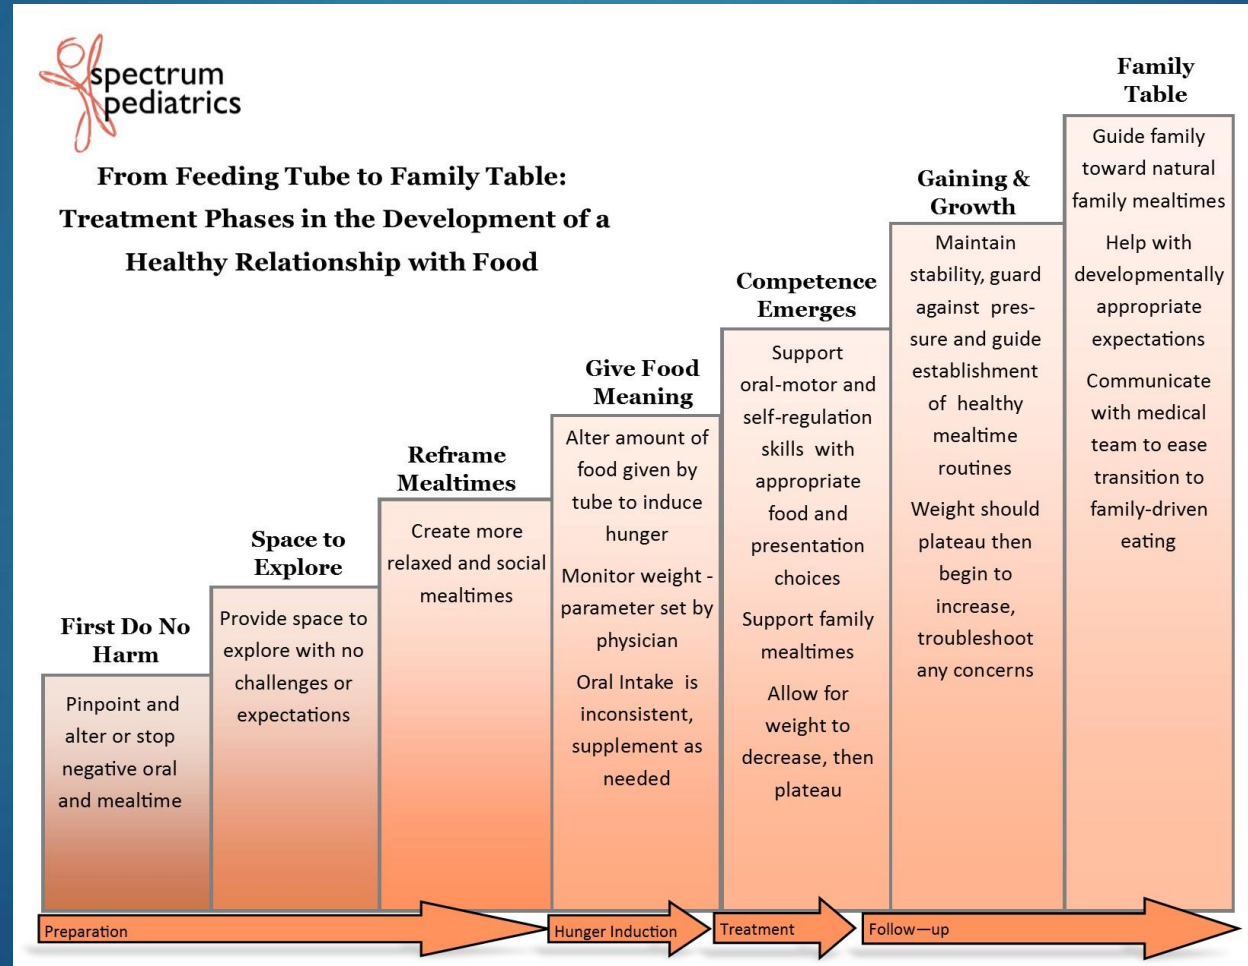 spectrum
pediatrics
From Feeding Tube to Family Table:
Treatment Phases in the Development of a
Healthy Relationship with Food
First Do No
Harm
Pinpoint and
alter or stop
negative oral
and mealtime
Space to
Explore
Provide space to
explore with no
challenges or
expectations
Reframe
Mealtimes
Create more
relaxed and social
mealtimes
Give Food
Meaning
Alter amount of
food given by
tube to induce
hunger
Monitor weight -
parameter set by
physician
Oral Intake is
inconsistent,
supplement as
needed
Competence
Emerges
Support
oral-motor and
self-regulation
skills with
appropriate
food and
presentation
choices
Support family
mealtimes
Allow for
weight to
decrease, then
plateau
Gaining &
Growth
Maintain
stability, guard
against pres-
sure and guide
establishment
of healthy
mealtime
routines
Weight should
plateau then
begin to
increase,
troubleshoot
any concerns
Family
Table
Guide family
toward natural
family mealtimes
Help with
developmentally
appropriate
expectations
Communicate
with medical
team to ease
transition to
family-driven
eating
Preparation
Hunger Induction
Treatment
Follow—up